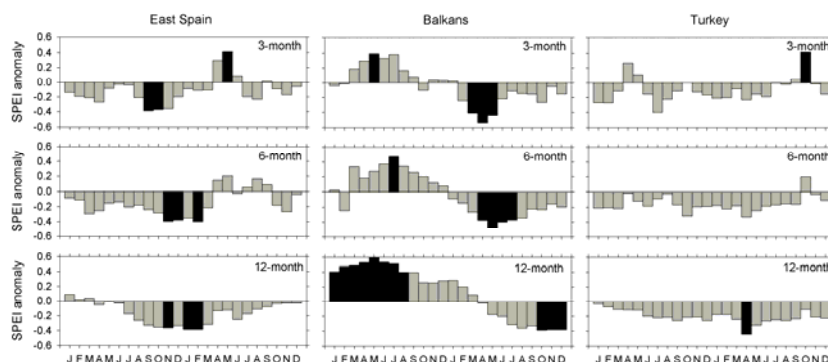 East Spain Balkans Turkey
SPEI anomaly 0.6 0.4 0.2 0.0 -0.2 -0.4 -0.6 3-month 3-month 3-month
SPEI anomaly 0.6 0.4 0.2 0.0 -0.2 -0.4 -0.6 6-month 6-month 6-month
SPEI anomaly 0.6 0.4 0.2 0.0 -0.2 -0.4 -0.6 12-month 12-month 12-month
J F M A M J J A S O N D J F M A M J J A S O N D J F M A M J J A S O N D J F M A M J J A S O N D J F M A M J J A S O N D J F M A M J J A S O N D